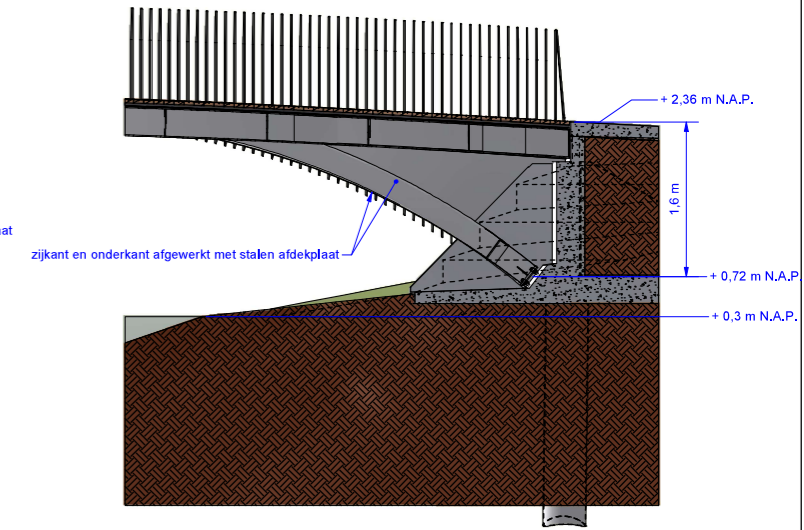 + 2,36 m N.A.P.
1,6 m
zijkant en onderkant afgewerkt met stalen afdekplaat
+ 0,72 m N.A.P.
+ 0,3 m N.A.P.